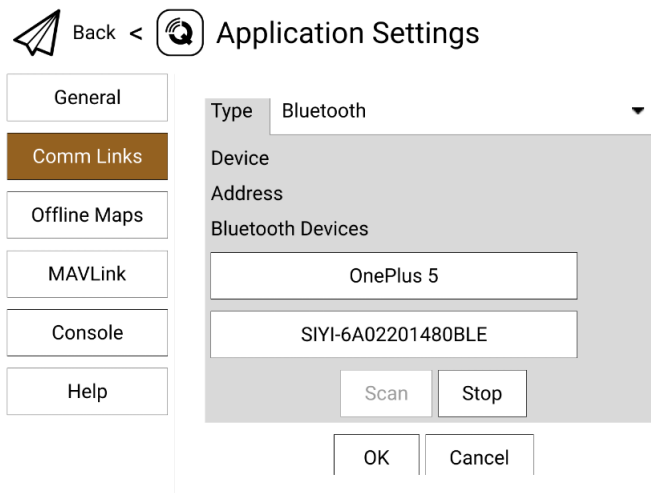 Back < Application Settings
General
Comm Links
Offline Maps
MAVLink
Console
Help
Type Bluetooth
Device
Address
Bluetooth Devices
OnePlus 5
SIYI-6A02201480BLE
Scan Stop
OK Cancel